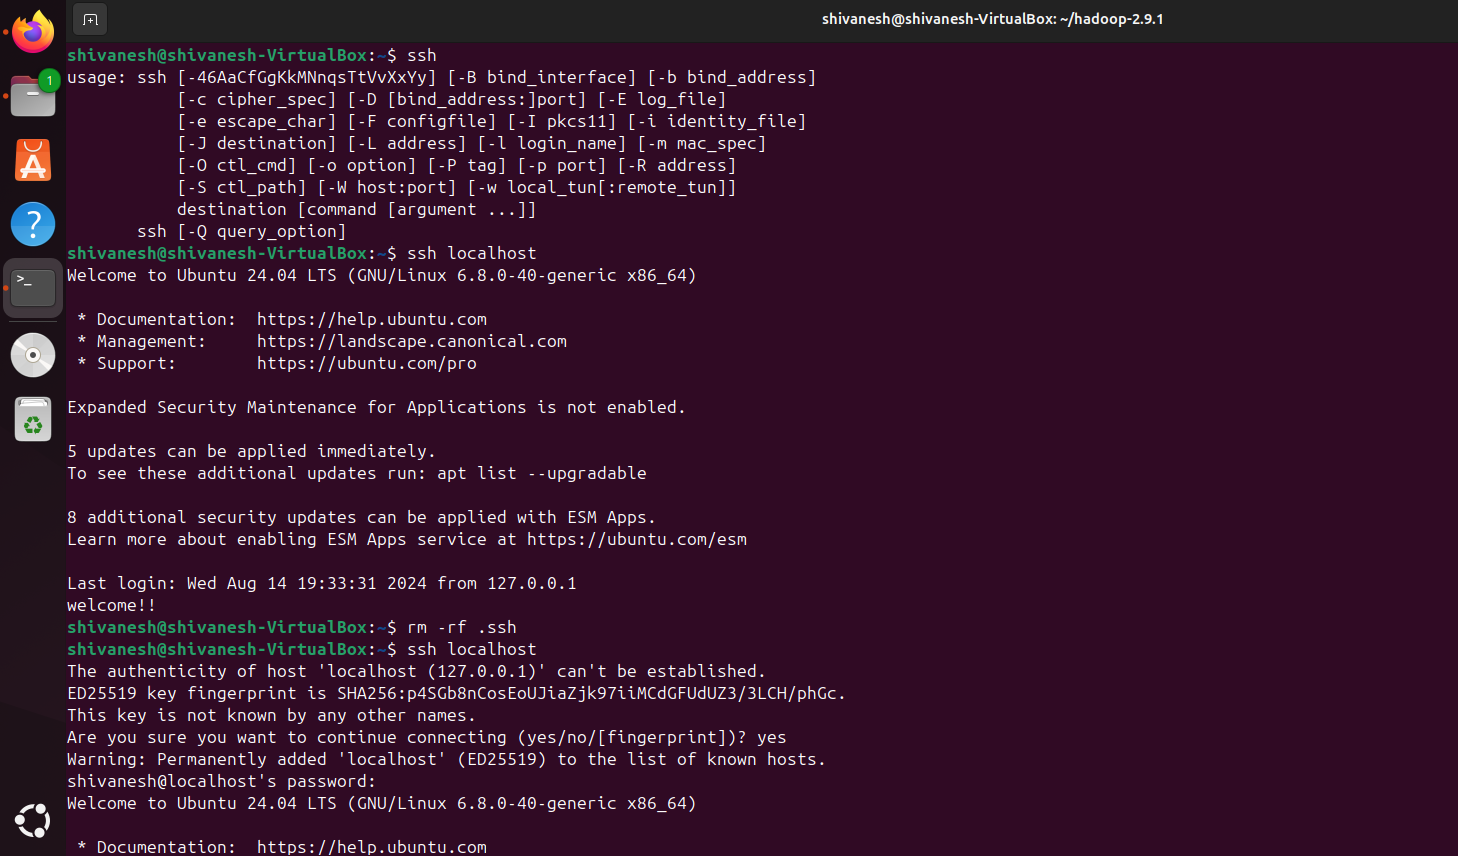 shivanesh@shivanesh-VirtualBox: ~/hadoop-2.9.1
1
shivanesh@shivanesh-VirtualBox:~$ ssh
usage: ssh [-46AaCfGgKkMNnqsTtVvXxYy] [-B bind_interface] [-b bind_address]
           [-c cipher_spec] [-D [bind_address:]port] [-E log_file]
           [-e escape_char] [-F configfile] [-I pkcs11] [-i identity_file]
           [-J destination] [-L address] [-l login_name] [-m mac_spec]
           [-O ctl_cmd] [-o option] [-P tag] [-p port] [-R address]
           [-S ctl_path] [-W host:port] [-w local_tun[:remote_tun]]
           destination [command [argument ...]]
       ssh [-Q query_option]
shivanesh@shivanesh-VirtualBox:~$ ssh localhost
Welcome to Ubuntu 24.04 LTS (GNU/Linux 6.8.0-40-generic x86_64)
 * Documentation:  https://help.ubuntu.com
 * Management:     https://landscape.canonical.com
 * Support:        https://ubuntu.com/pro
Expanded Security Maintenance for Applications is not enabled.
5 updates can be applied immediately.
To see these additional updates run: apt list --upgradable
8 additional security updates can be applied with ESM Apps.
Learn more about enabling ESM Apps service at https://ubuntu.com/esm
Last login: Wed Aug 14 19:33:31 2024 from 127.0.0.1
welcome!!
shivanesh@shivanesh-VirtualBox:~$ rm -rf .ssh
shivanesh@shivanesh-VirtualBox:~$ ssh localhost
The authenticity of host 'localhost (127.0.0.1)' can't be established.
ED25519 key fingerprint is SHA256:p4SGb8nCosEoUJiaZjk97iiMCdGFUdUZ3/3LCH/phGc.
This key is not known by any other names.
Are you sure you want to continue connecting (yes/no/[fingerprint])? yes
Warning: Permanently added 'localhost' (ED25519) to the list of known hosts.
shivanesh@localhost's password:
Welcome to Ubuntu 24.04 LTS (GNU/Linux 6.8.0-40-generic x86_64)
 * Documentation:  https://help.ubuntu.com